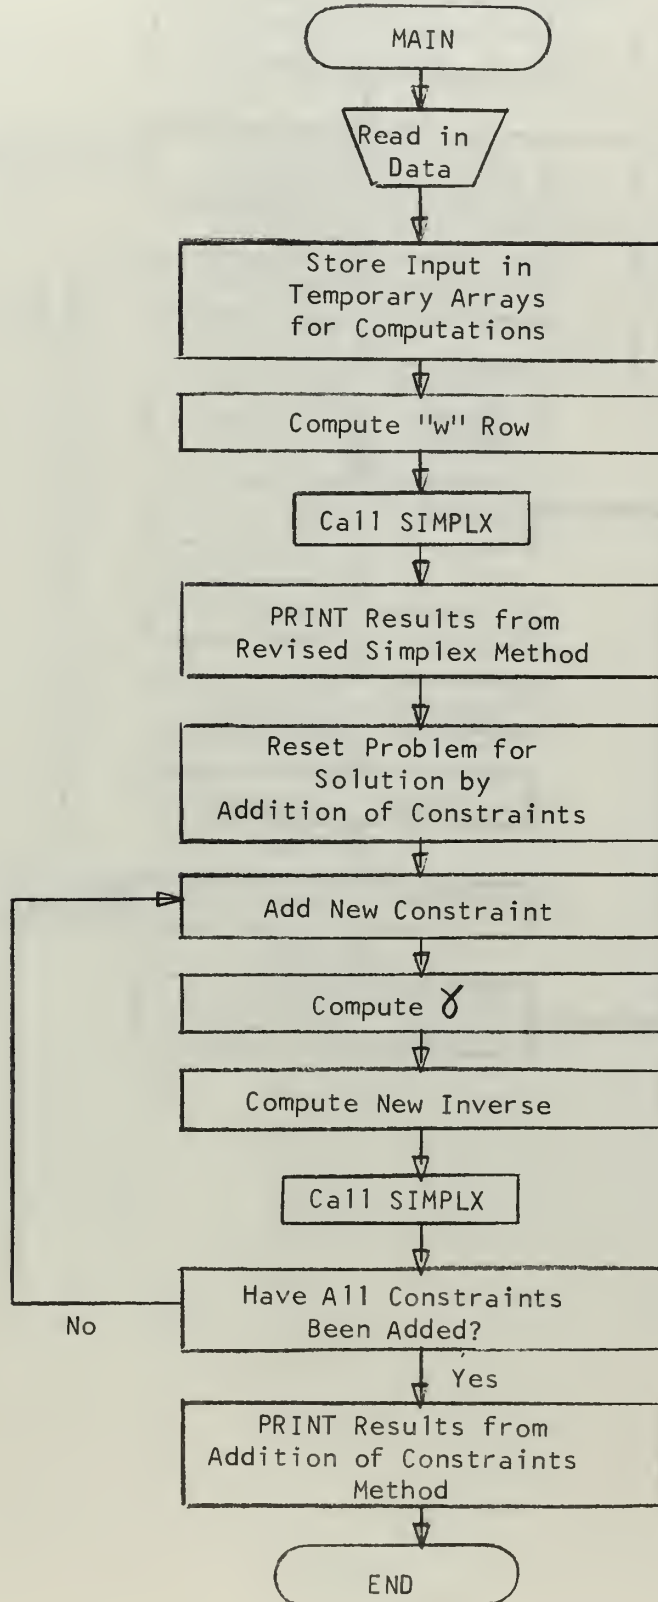 MAIN
Read in
Data
Store Input in
Temporary Arrays
for Computations
Compute "w" Row
Call SIMPLX
PRINT Results from
Revised Simplex Method
Reset Problem for
Solution by
Addition of Constraints
Add New Constraint
Compute γ
Compute New Inverse
Call SIMPLX
Have All Constraints
Been Added?
No
Yes
PRINT Results from
Addition of Constraints
Method
END